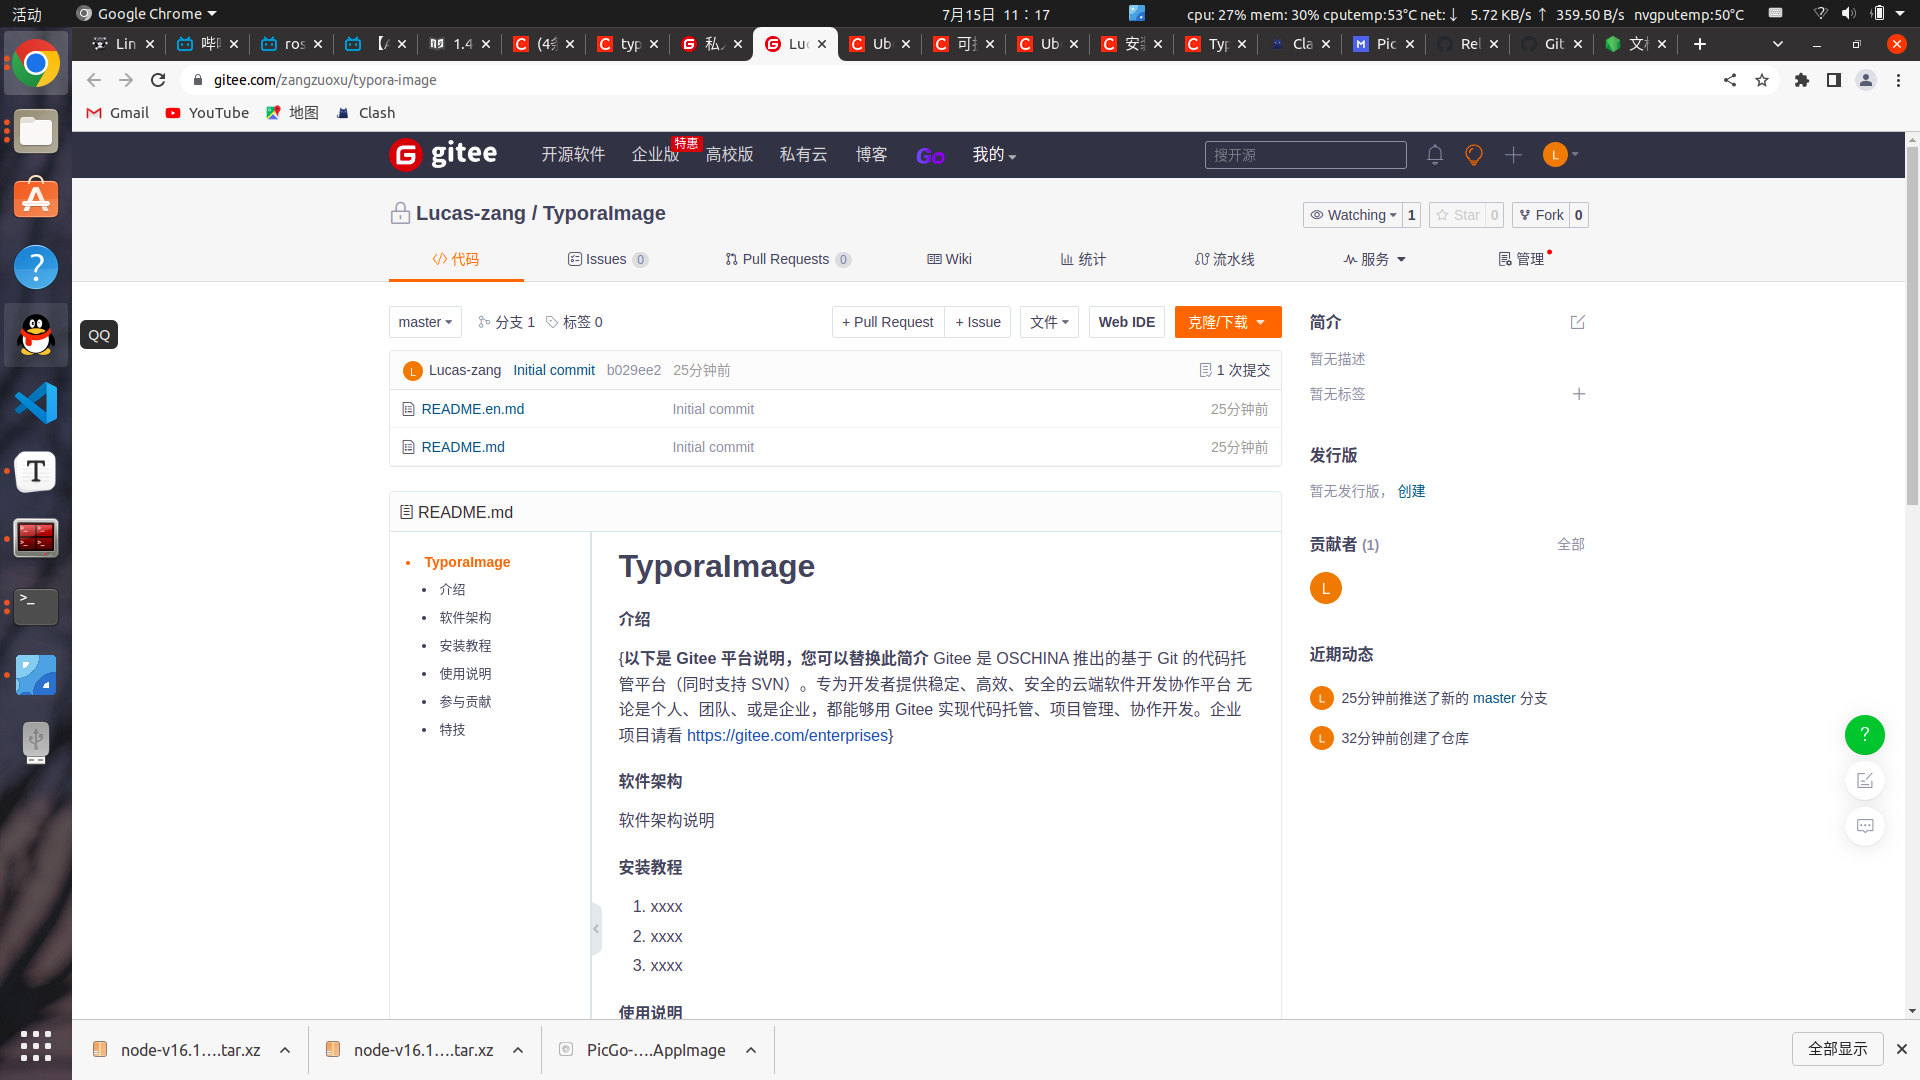 活动 Google Chrome 7月15日 11：17 cpu: 27% mem: 30% cputemp:53°C net:↓ 5.72 KB/s ↑ 359.50 B/s nvgputemp:50°C
Lin 哔 ros 【A 1.4 (4 typ 私 Luc Ub 可 Ub 安 Typ Cla Pic Rel Git 文
gitee.com/zangzuoxu/typora-image
Gmail YouTube 地图 Clash
gitee 开源软件 企业版 特惠 高校版 私有云 博客 Go 我的 搜开源 L
Lucas-zang / TyporaImage Watching 1 Star 0 Fork 0
代码 Issues 0 Pull Requests 0 Wiki 统计 流水线 服务 管理
QQ
master 分支 1 标签 0 + Pull Request + Issue 文件 Web IDE 克隆/下载
L Lucas-zang Initial commit b029ee2 25分钟前 1 次提交
README.en.md Initial commit 25分钟前
README.md Initial commit 25分钟前
简介
暂无描述
暂无标签
发行版
暂无发行版， 创建
贡献者 (1) 全部
L
近期动态
L 25分钟前推送了新的 master 分支
L 32分钟前创建了仓库
README.md
TyporaImage
介绍
软件架构
安装教程
使用说明
参与贡献
特技
TyporaImage
介绍
{以下是 Gitee 平台说明，您可以替换此简介 Gitee 是 OSCHINA 推出的基于 Git 的代码托
管平台（同时支持 SVN）。专为开发者提供稳定、高效、安全的云端软件开发协作平台 无
论是个人、团队、或是企业，都能够用 Gitee 实现代码托管、项目管理、协作开发。企业
项目请看 https://gitee.com/enterprises}
软件架构
软件架构说明
安装教程
1. xxxx
2. xxxx
3. xxxx
使用说明
node-v16.1....tar.xz node-v16.1....tar.xz PicGo-....AppImage 全部显示